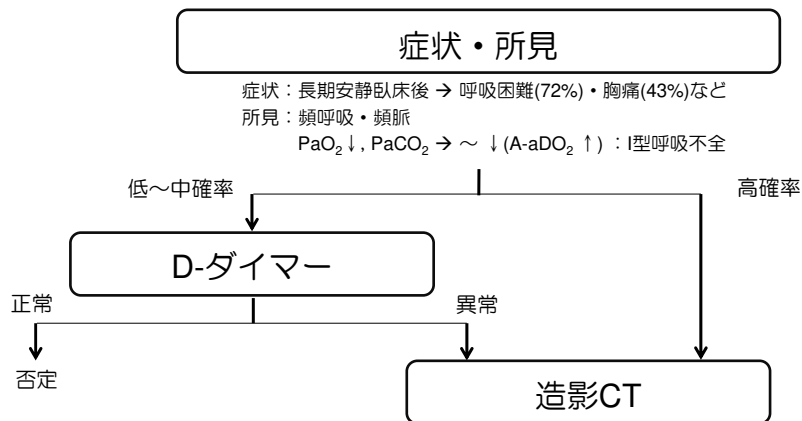 症状・所見
症状：長期安静臥床後 → 呼吸困難(72%)・胸痛(43%)など
所見：頻呼吸・頻脈
PaO₂↓, PaCO₂ → ～ ↓(A-aDO₂ ↑)：I型呼吸不全
低～中確率
高確率
D-ダイマー
正常
異常
否定
造影CT